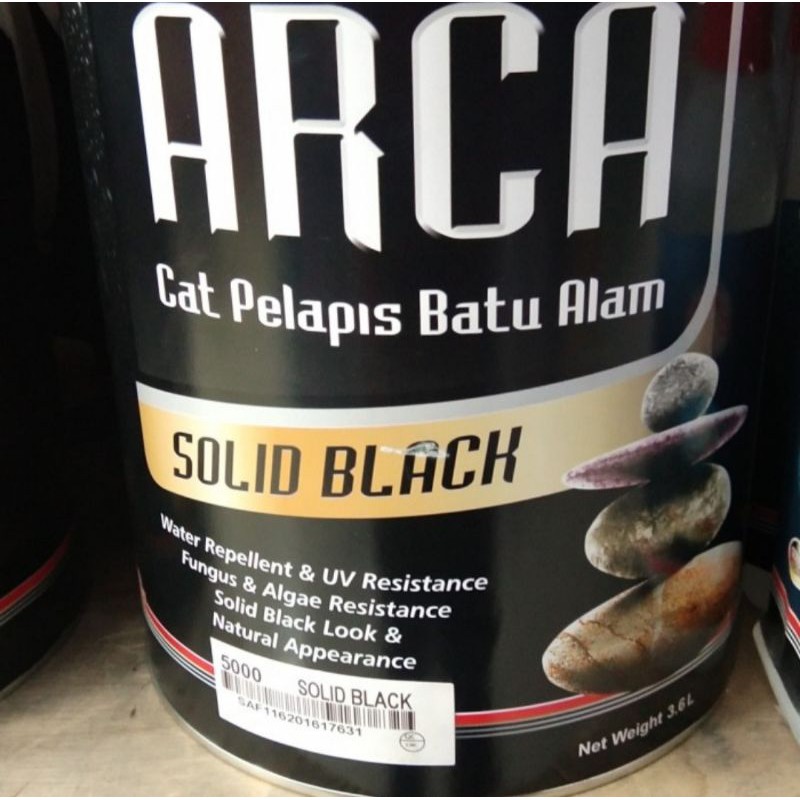 ARCA
Cat Pelapis Batu Alam
SOLID BLACK
Water Repellent & UV Resistance
Fungus & Algae Resistance
Solid Black Look &
Natural Appearance
5000 SOLID BLACK
SAF116201617631
Net Weight 3.6L